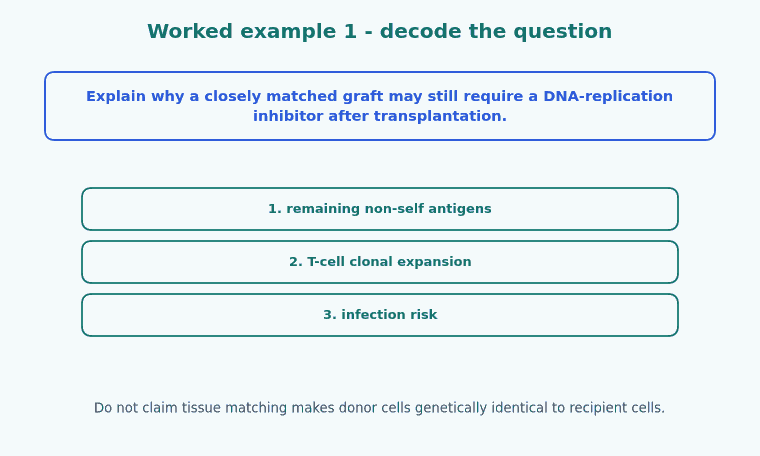 Worked example 1 - decode the question
Explain why a closely matched graft may still require a DNA-replication
inhibitor after transplantation.
1. remaining non-self antigens
2. T-cell clonal expansion
3. infection risk
Do not claim tissue matching makes donor cells genetically identical to recipient cells.